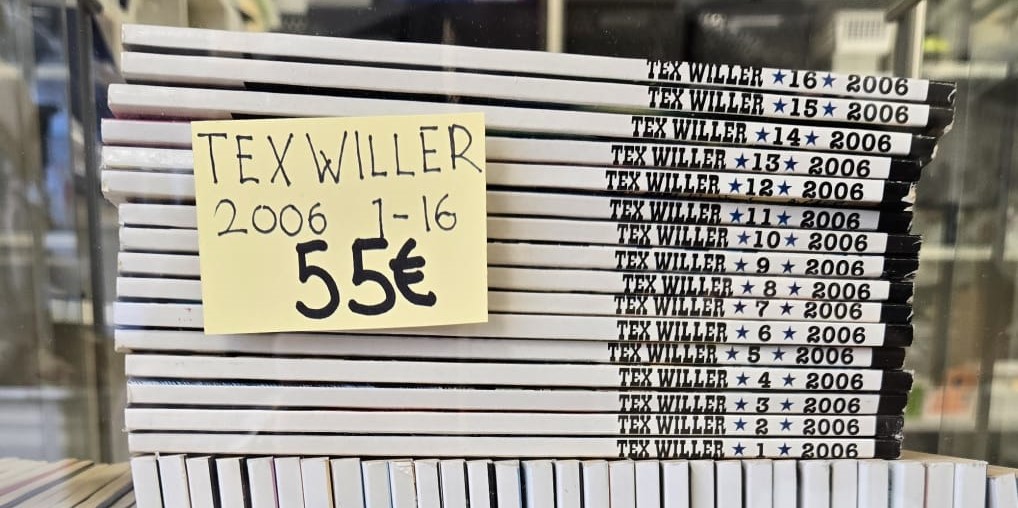 TEX WILLER ★16★ 2006
TEX WILLER ★15★ 2006
TEX WILLER ★14★ 2006
TEX WILLER ★13★ 2006
TEX WILLER ★12★ 2006
TEX WILLER ★11★ 2006
TEX WILLER ★10★ 2006
TEX WILLER ★ 9 ★ 2006
TEX WILLER ★ 8 ★ 2006
TEX WILLER ★ 7 ★ 2006
TEX WILLER ★ 6 ★ 2006
TEX WILLER ★ 5 ★ 2006
TEX WILLER ★ 4 ★ 2006
TEX WILLER ★ 3 ★ 2006
TEX WILLER ★ 2 ★ 2006
TEX WILLER ★ 1 ★ 2006
TEX WILLER
2006 1-16
55€